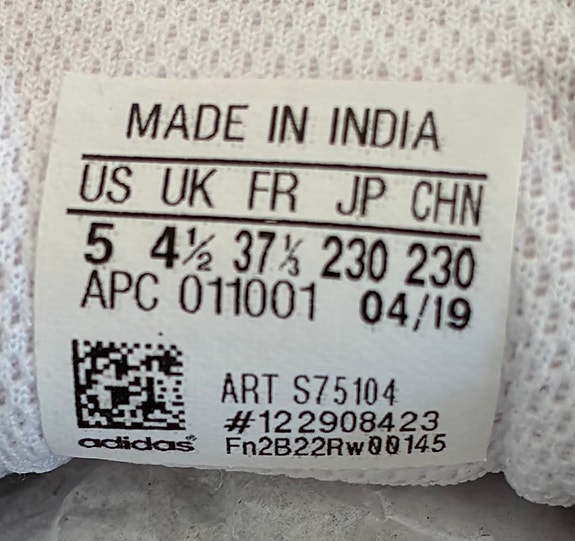 MADE IN INDIA
US UK FR JP CHN
5 4½ 37⅓ 230 230
APC 011001 04/19
ART S75104
#122908423
adidas® Fn2B22Rw00145